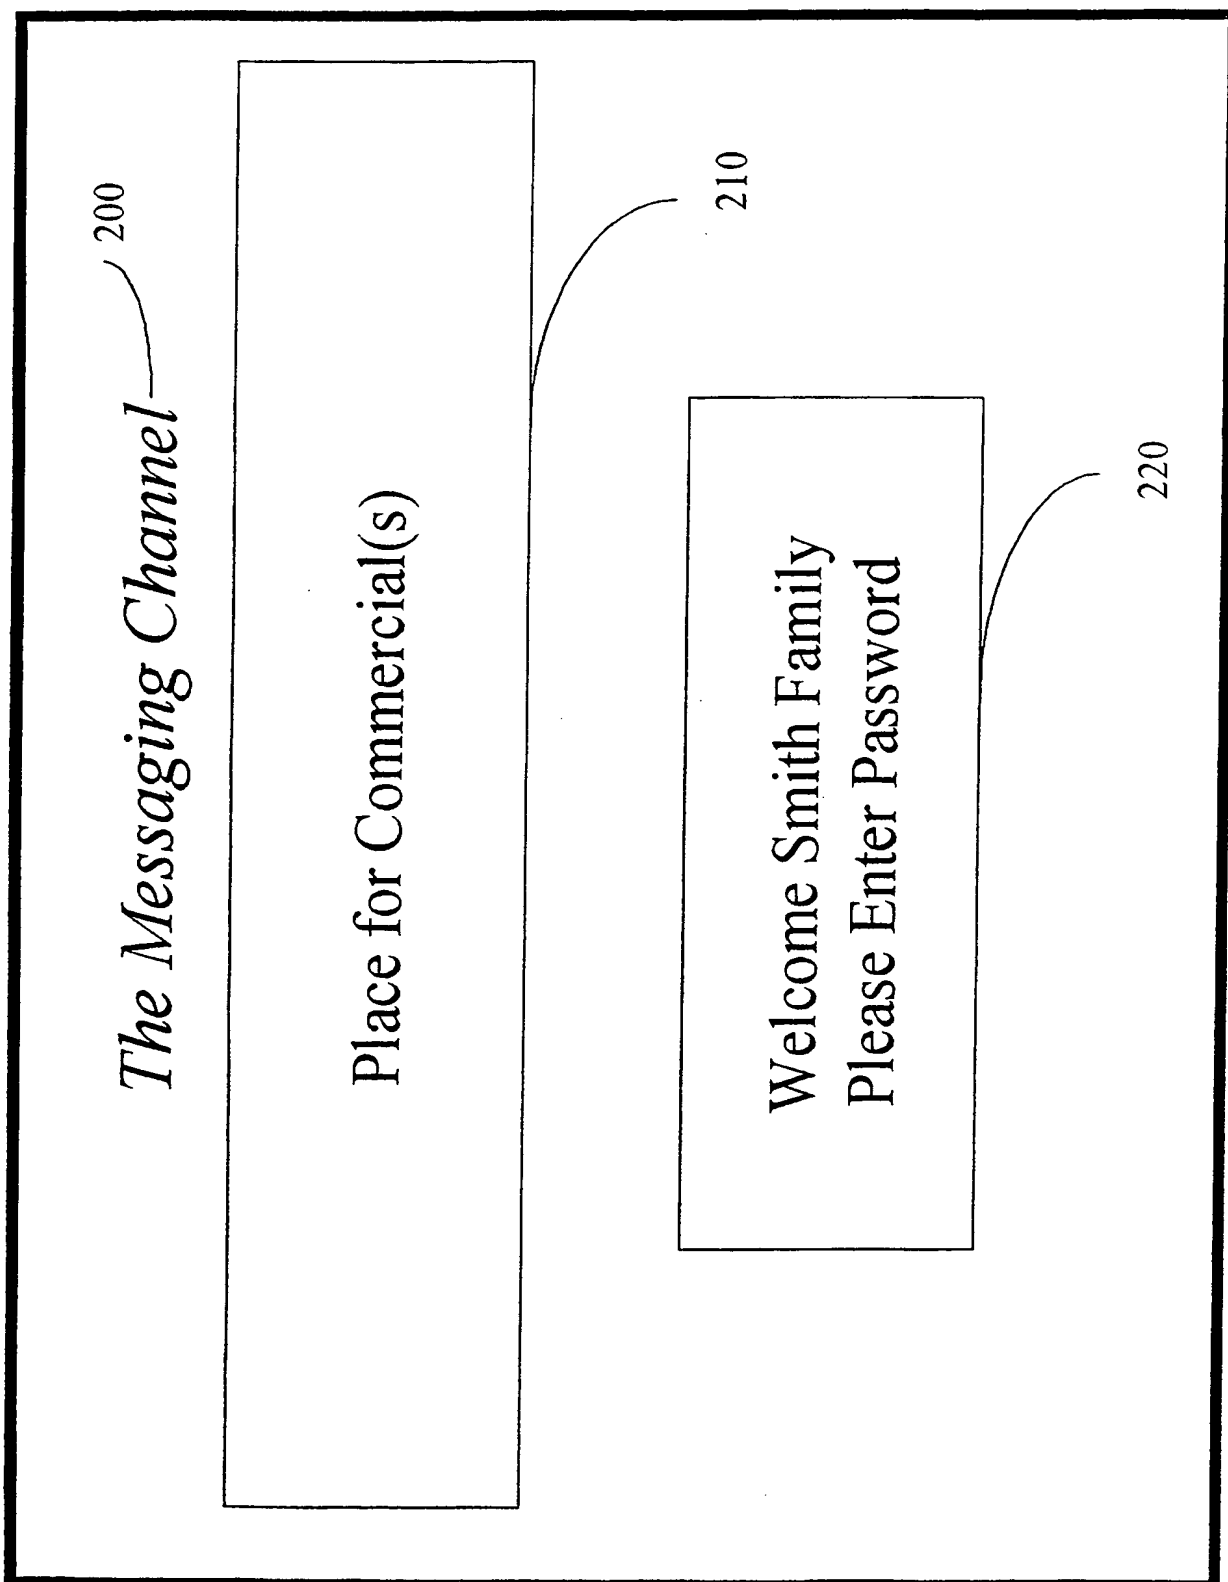 The Messaging Channel
200
Place for Commercial(s)
210
Welcome Smith Family
Please Enter Password
220